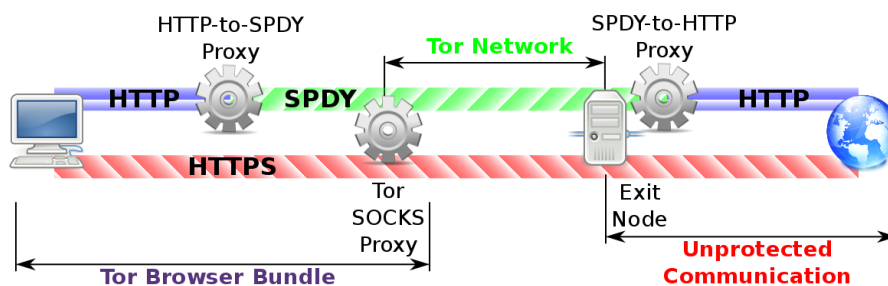 HTTP-to-SPDY
Proxy
Tor Network
SPDY-to-HTTP
Proxy
HTTP
SPDY
HTTP
HTTPS
Tor
SOCKS
Proxy
Exit
Node
Tor Browser Bundle
Unprotected
Communication